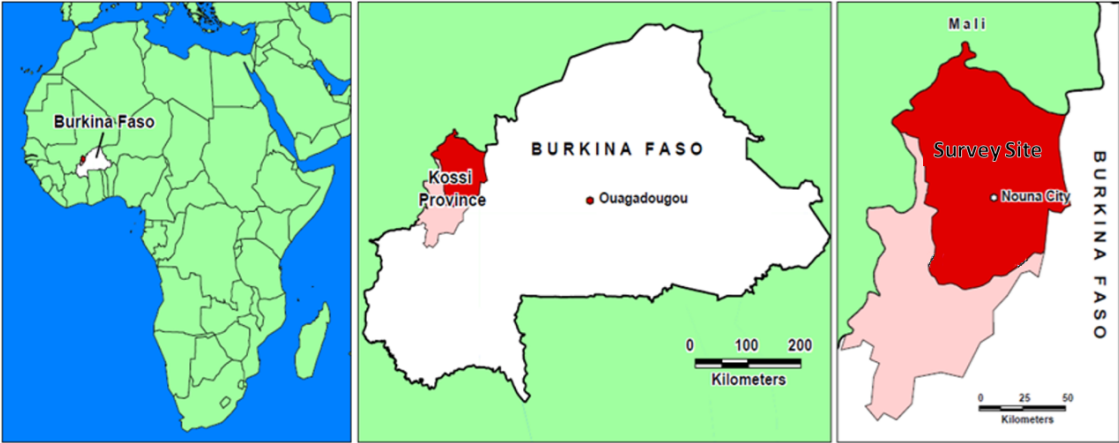 Burkina Faso
BURKINA FASO
Kossi
Province
Ouagadougou
0 100 200
Kilometers
Mali
Survey Site
Nouna City
BURKINA FASO
0 25 50
Kilometers